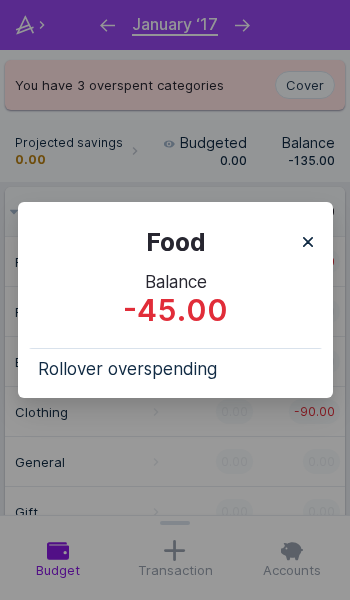 January ‘17
You have 3 overspent categories
Cover
Projected savings
0.00
Budgeted
0.00
Balance
-135.00
Food
Balance
-45.00
Rollover overspending
Clothing
0.00
-90.00
General
0.00
0.00
Gift
0.00
0.00
Budget
Transaction
Accounts